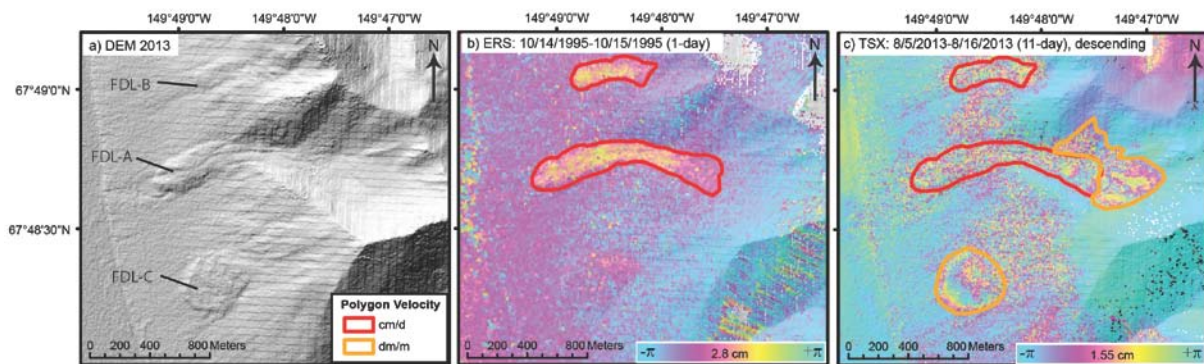 149°49'0"W 149°48'0"W 149°47'0"W
149°49'0"W 149°48'0"W 149°47'0"W
149°49'0"W 149°48'0"W 149°47'0"W
a) DEM 2013
N
FDL-B
67°49'0"N
FDL-A
67°48'30"N
FDL-C
Polygon Velocity
cm/d
dm/m
0 200 400 800 Meters
b) ERS: 10/14/1995-10/15/1995 (1-day)
N
0 200 400 800 Meters
-π 2.8 cm +π
c) TSX: 8/5/2013-8/16/2013 (11-day), descending
N
0 200 400 800 Meters
-π 1.55 cm +π